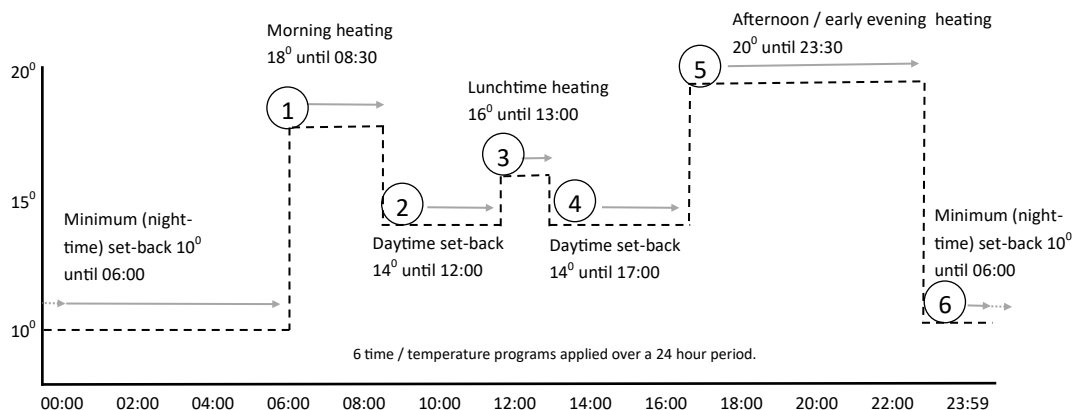 Morning heating
18⁰ until 08:30
Afternoon / early evening heating
20⁰ until 23:30
Lunchtime heating
16⁰ until 13:00
20⁰
15⁰
10⁰
1
2
3
4
5
6
Minimum (night-
time) set-back 10⁰
until 06:00
Daytime set-back
14⁰ until 12:00
Daytime set-back
14⁰ until 17:00
Minimum (night-
time) set-back 10⁰
until 06:00
6 time / temperature programs applied over a 24 hour period.
00:00 02:00 04:00 06:00 08:00 10:00 12:00 14:00 16:00 18:00 20:00 22:00 23:59